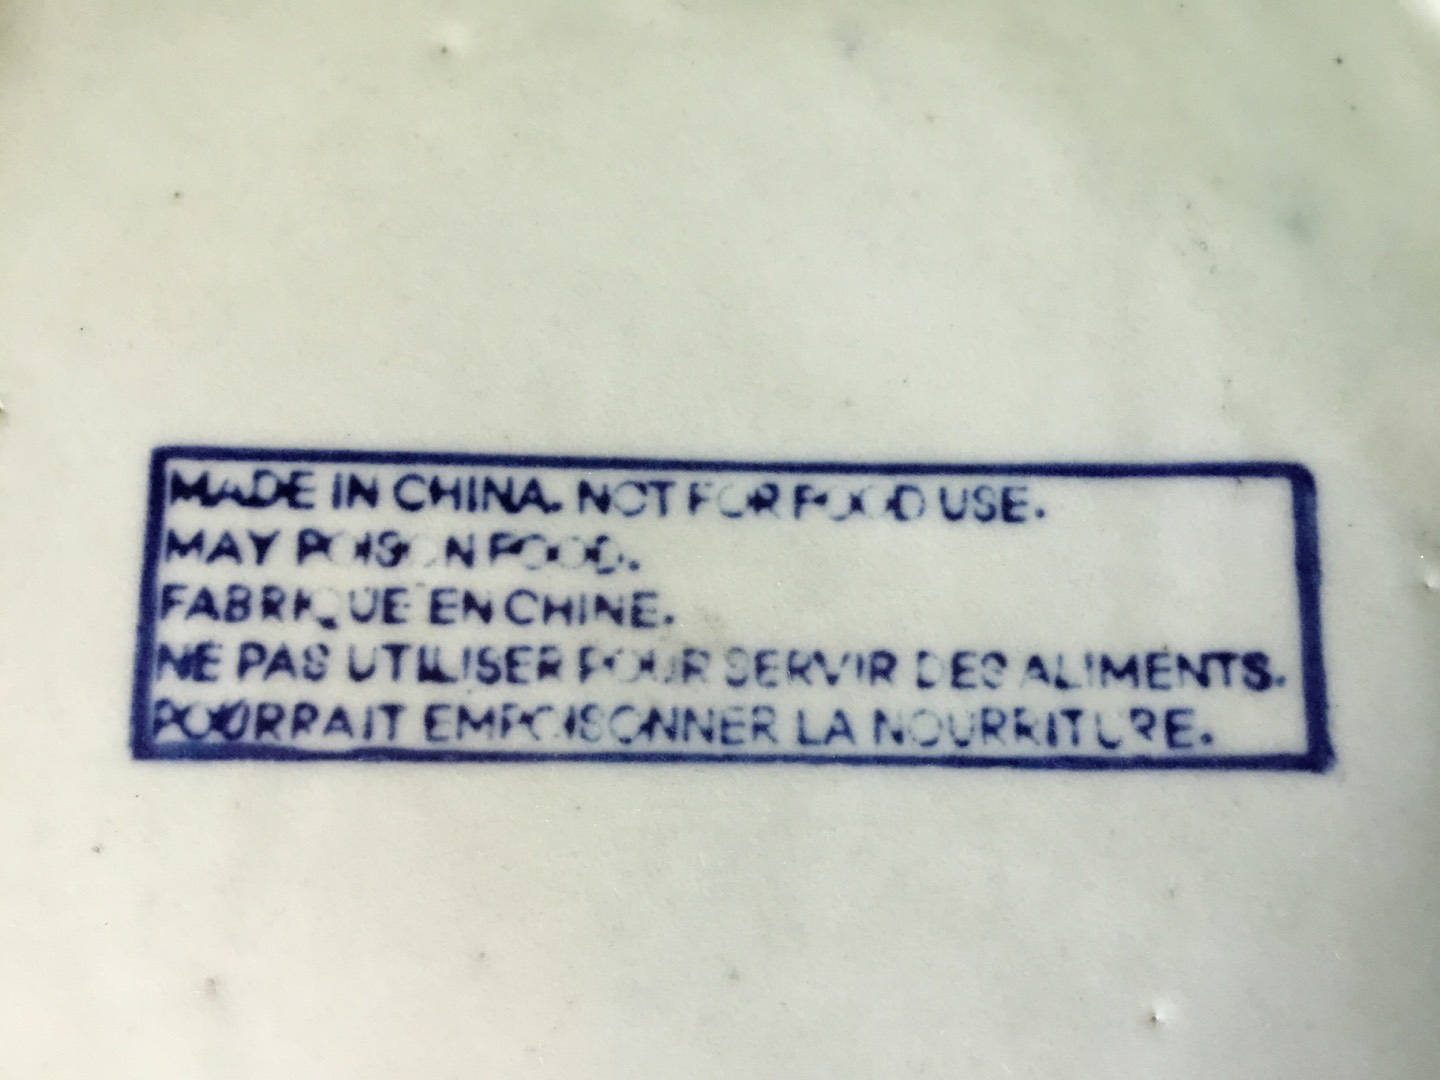 MADE IN CHINA. NOT FOR FOOD USE.
MAY POISON FOOD.
FABRIQUE EN CHINE.
NE PAS UTILISER POUR SERVIR DES ALIMENTS.
POURRAIT EMPOISONNER LA NOURRITURE.